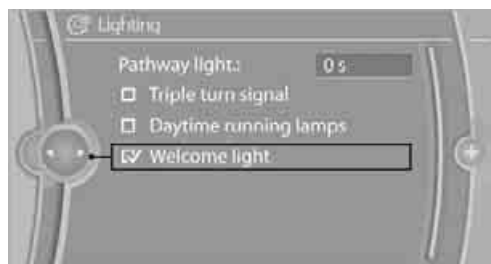 Lighting
Pathway light.: 0 s
Triple turn signal
Daytime running lamps
Welcome light